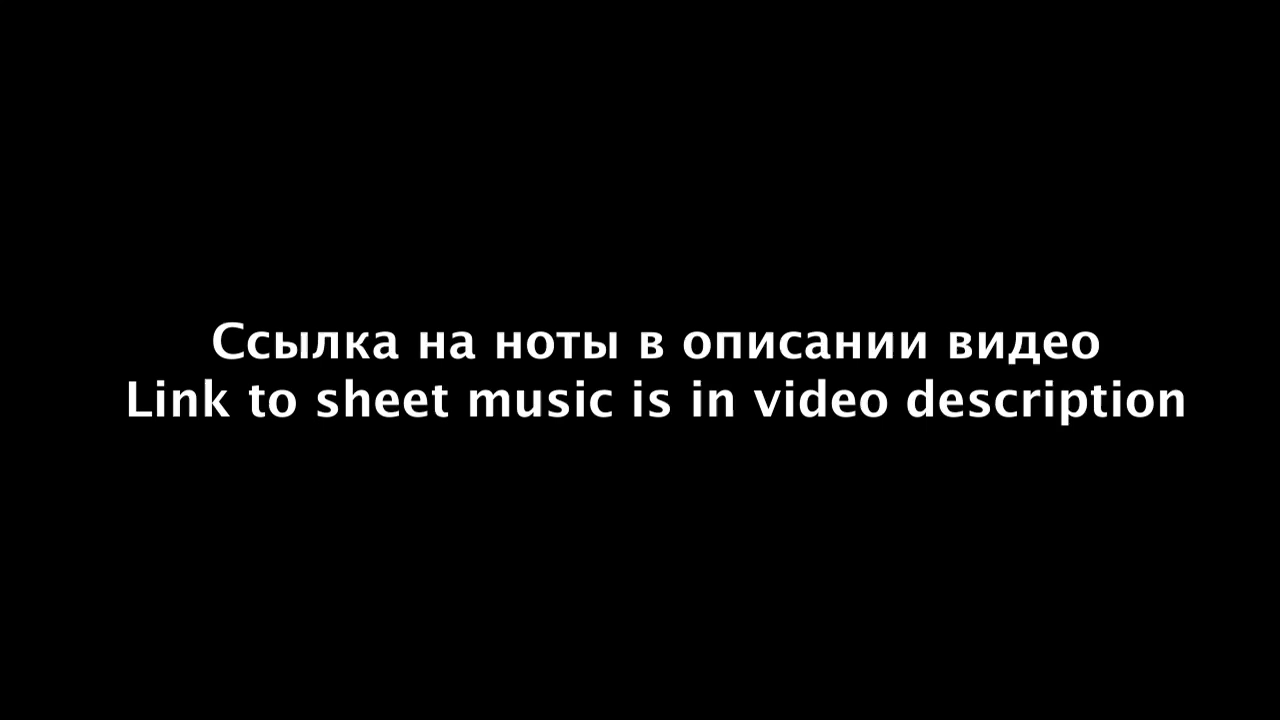 Ссылка на ноты в описании видео
Link to sheet music is in video description